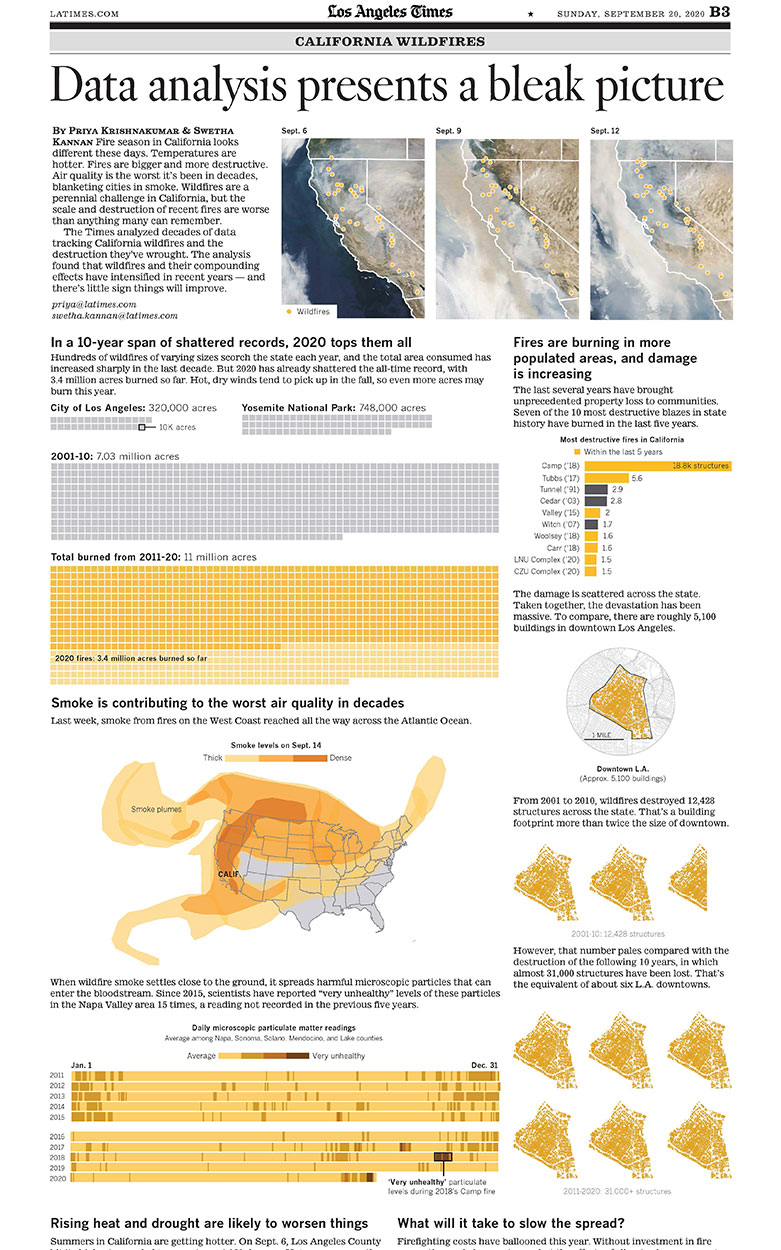 LATIMES.COM
Los Angeles Times
★ SUNDAY, SEPTEMBER 20, 2020 B3
CALIFORNIA WILDFIRES
Data analysis presents a bleak picture
BY PRIYA KRISHNAKUMAR & SWETHA
KANNAN Fire season in California looks
different these days. Temperatures are
hotter. Fires are bigger and more destructive.
Air quality is the worst it's been in decades,
blanketing cities in smoke. Wildfires are a
perennial challenge in California, but the
scale and destruction of recent fires are worse
than anything many can remember.
The Times analyzed decades of data
tracking California wildfires and the
destruction they've wrought. The analysis
found that wildfires and their compounding
effects have intensified in recent years — and
there's little sign things will improve.
priya@latimes.com
swetha.kannan@latimes.com
Sept. 6
Sept. 9
Sept. 12
Wildfires
In a 10-year span of shattered records, 2020 tops them all
Hundreds of wildfires of varying sizes scorch the state each year, and the total area consumed has
increased sharply in the last decade. But 2020 has already shattered the all-time record, with
3.4 million acres burned so far. Hot, dry winds tend to pick up in the fall, so even more acres may
burn this year.
City of Los Angeles: 320,000 acres
Yosemite National Park: 748,000 acres
10K acres
2001-10: 7.03 million acres
Total burned from 2011-20: 11 million acres
2020 fires: 3.4 million acres burned so far
Fires are burning in more
populated areas, and damage
is increasing
The last several years have brought
unprecedented property loss to communities.
Seven of the 10 most destructive blazes in state
history have burned in the last five years.
Most destructive fires in California
Within the last 5 years
Camp ('18) 18.8k structures
Tubbs ('17) 5.6
Tunnel ('91) 2.9
Cedar ('03) 2.8
Valley ('15) 2
Witch ('07) 1.7
Woolsey ('18) 1.6
Carr ('18) 1.6
LNU Complex ('20) 1.5
CZU Complex ('20) 1.5
The damage is scattered across the state.
Taken together, the devastation has been
massive. To compare, there are roughly 5,100
buildings in downtown Los Angeles.
1 MILE
Downtown L.A.
(Approx. 5,100 buildings)
From 2001 to 2010, wildfires destroyed 12,428
structures across the state. That's a building
footprint more than twice the size of downtown.
2001-10: 12,428 structures
However, that number pales compared with the
destruction of the following 10 years, in which
almost 31,000 structures have been lost. That's
the equivalent of about six L.A. downtowns.
2011-2020: 31,000+ structures
Smoke is contributing to the worst air quality in decades
Last week, smoke from fires on the West Coast reached all the way across the Atlantic Ocean.
Smoke levels on Sept. 14
Thick Dense
Smoke plumes
CALIF.
When wildfire smoke settles close to the ground, it spreads harmful microscopic particles that can
enter the bloodstream. Since 2015, scientists have reported "very unhealthy" levels of these particles
in the Napa Valley area 15 times, a reading not recorded in the previous five years.
Daily microscopic particulate matter readings
Average among Napa, Sonoma, Solano, Mendocino, and Lake counties
Average Very unhealthy
Jan. 1 Dec. 31
2011
2012
2013
2014
2015
2016
2017
2018
2019
2020
'Very unhealthy' particulate
levels during 2018's Camp fire
Rising heat and drought are likely to worsen things
Summers in California are getting hotter. On Sept. 6, Los Angeles County
What will it take to slow the spread?
Firefighting costs have ballooned this year. Without investment in fire